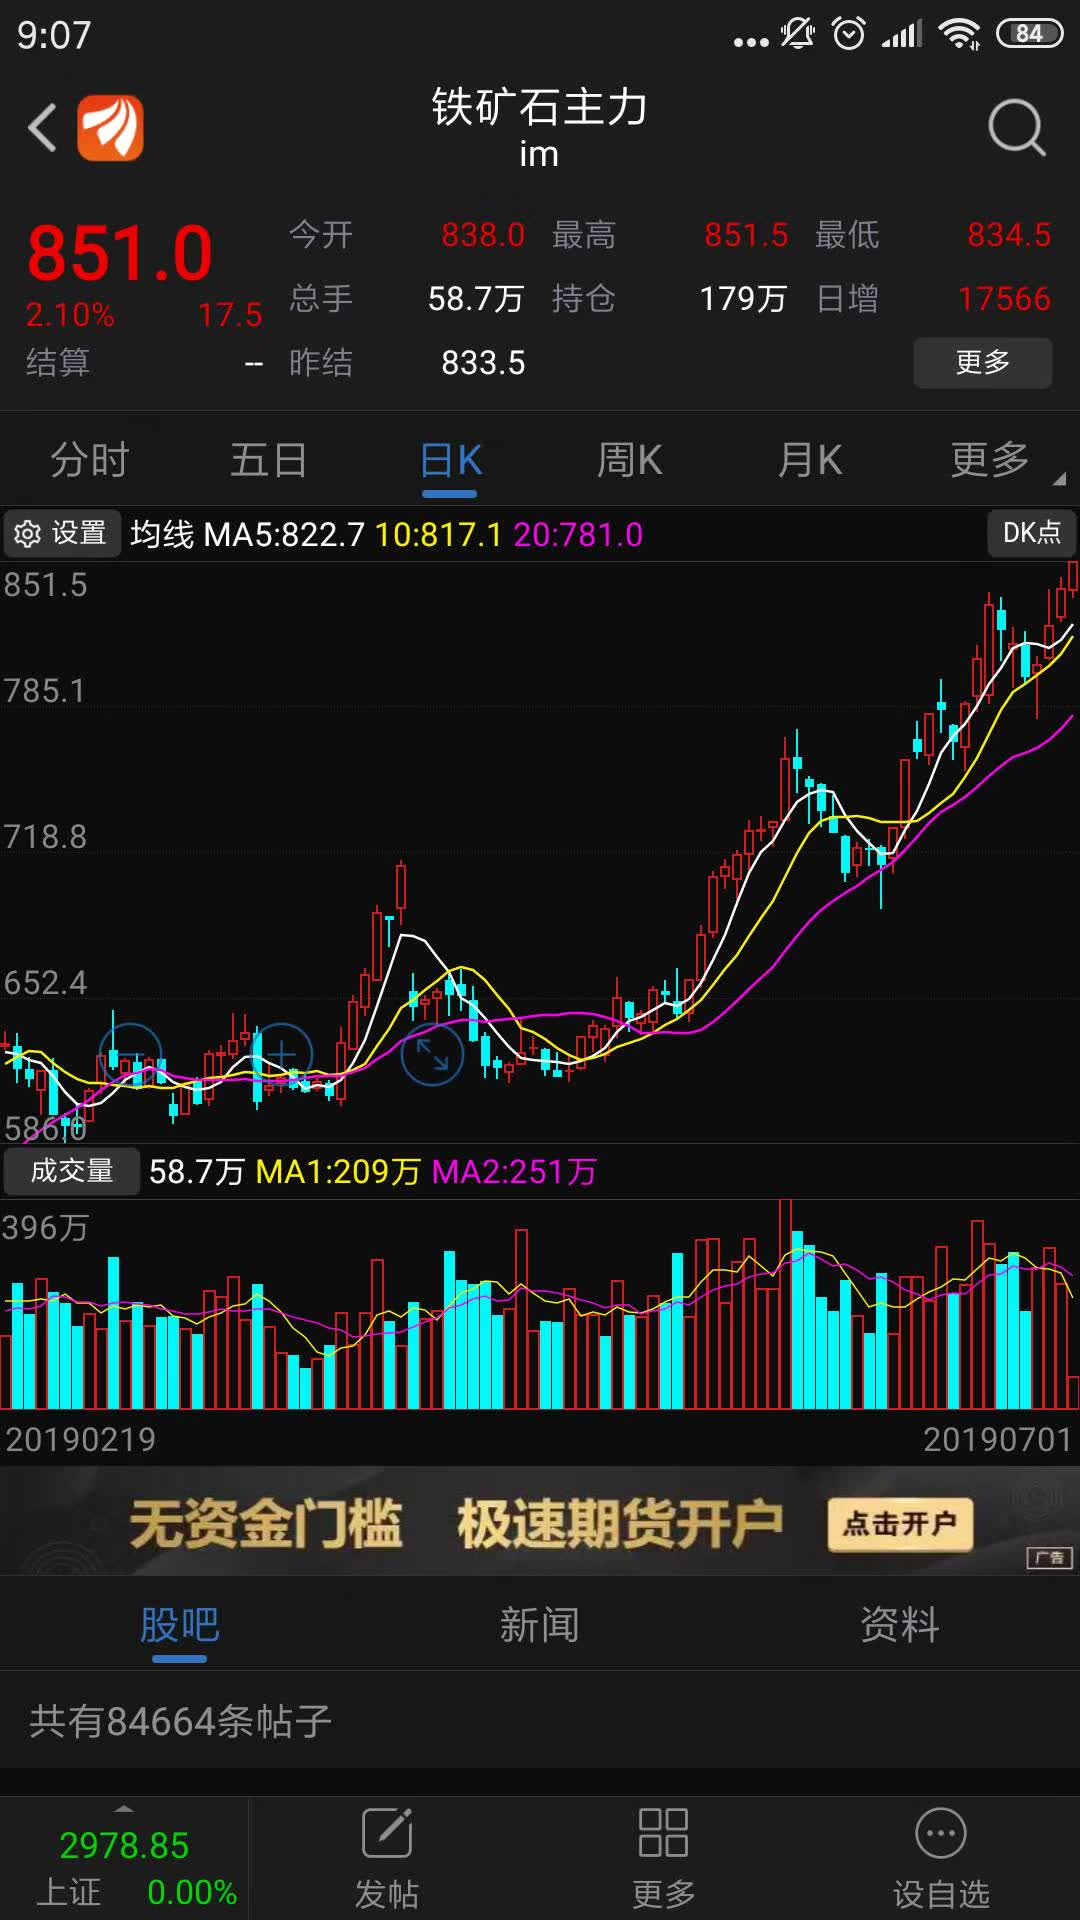 9:07
84
铁矿石主力
im
851.0 今开 838.0 最高 851.5 最低 834.5
2.10% 17.5 总手 58.7万 持仓 179万 日增 17566
结算 -- 昨结 833.5 更多
分时 五日 日K 周K 月K 更多
设置 均线 MA5:822.7 10:817.1 20:781.0 DK点
851.5
785.1
718.8
652.4
586.0
成交量 58.7万 MA1:209万 MA2:251万
396万
20190219 20190701
无资金门槛 极速期货开户 点击开户
广告
股吧 新闻 资料
共有84664条帖子
2978.85
上证 0.00% 发帖 更多 设自选